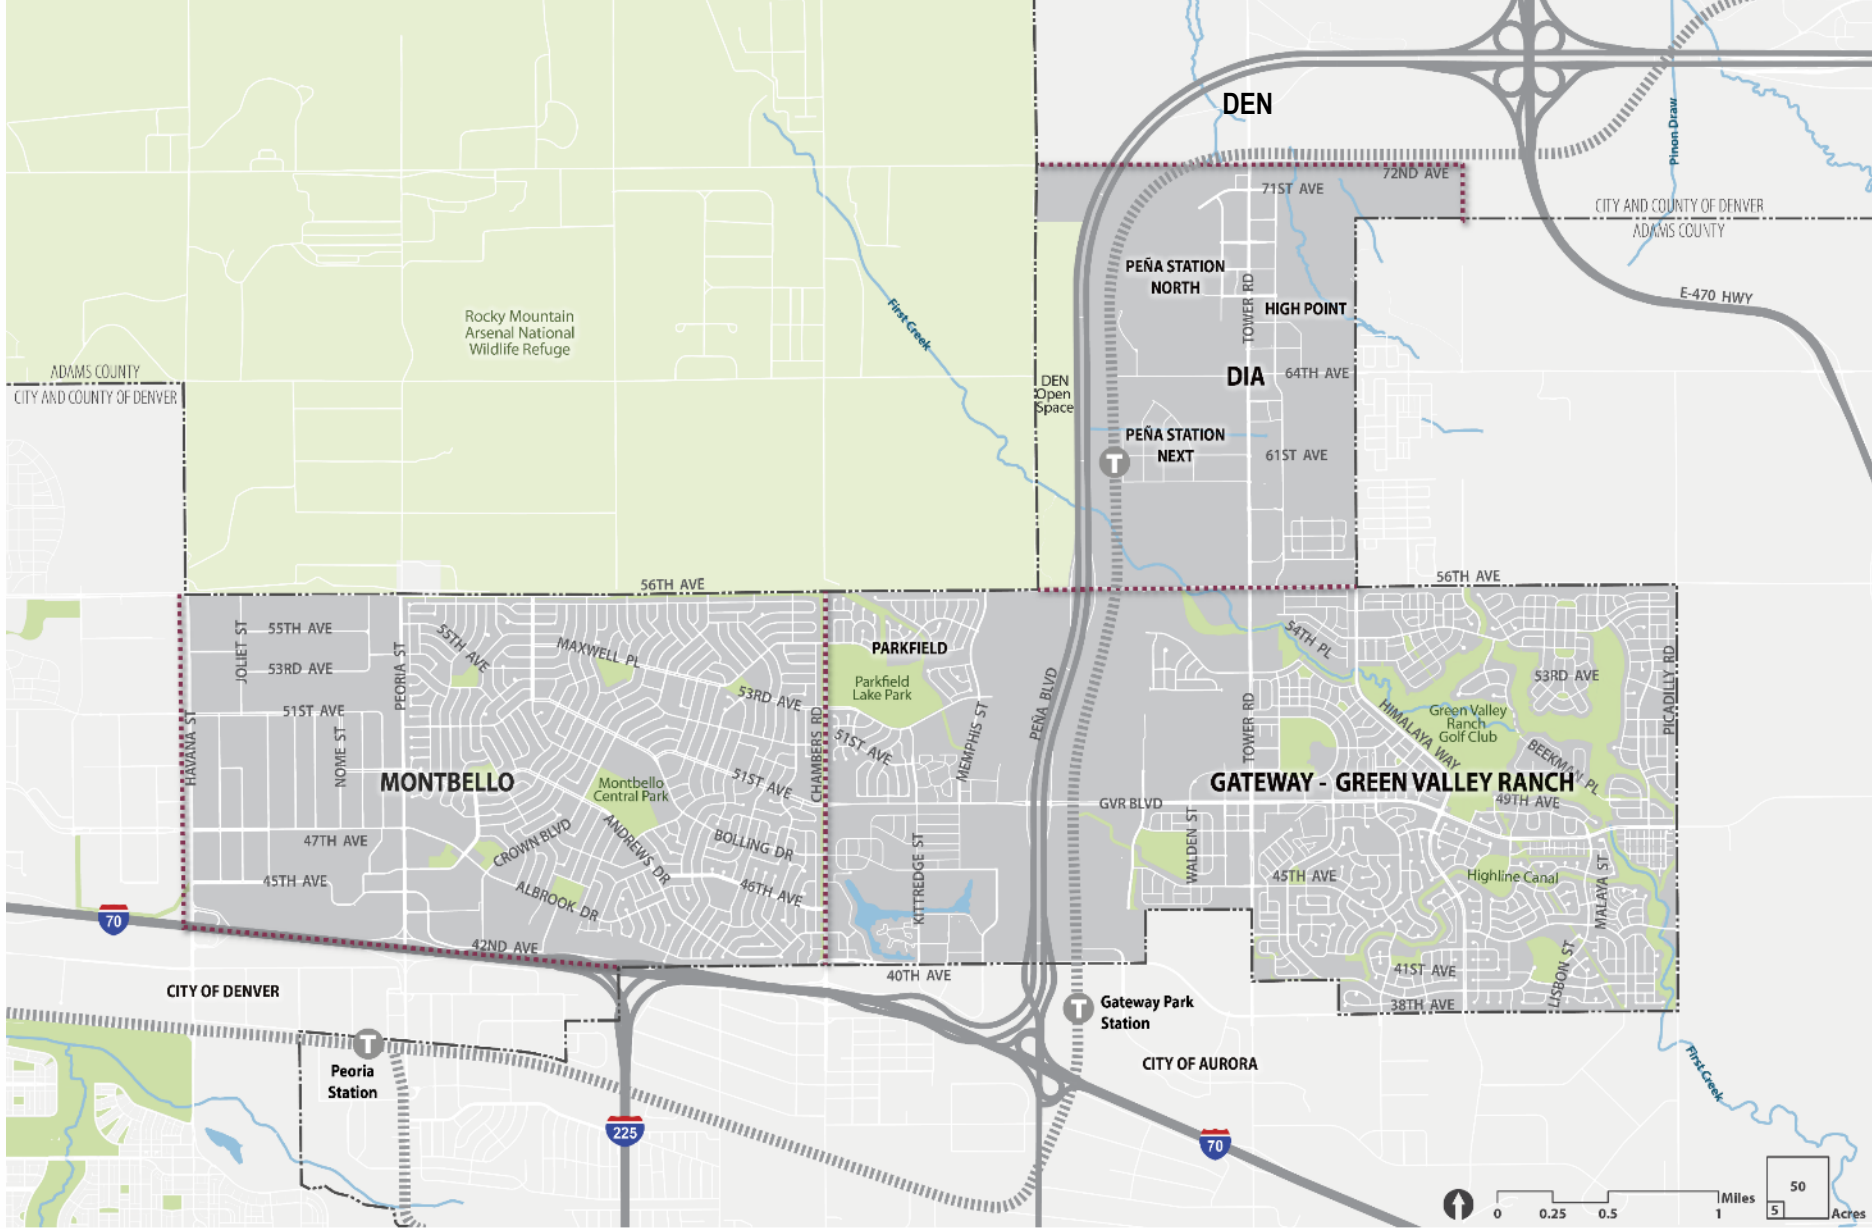 DEN
Pinon Draw
72ND AVE
71ST AVE
CITY AND COUNTY OF DENVER
ADAMS COUNTY
PEÑA STATION
NORTH
TOWER RD
HIGH POINT
E-470 HWY
First Creek
Rocky Mountain
Arsenal National
Wildlife Refuge
ADAMS COUNTY
CITY AND COUNTY OF DENVER
DEN
Open
Space
DIA
64TH AVE
PEÑA STATION
NEXT
61ST AVE
T
56TH AVE
56TH AVE
JOLIET ST
55TH AVE
53RD AVE
51ST AVE
PEORIA ST
55TH AVE
MAXWELL PL
53RD AVE
PARKFIELD
Parkfield
Lake Park
54TH PL
53RD AVE
PICADILLY RD
HAVANA ST
NOME ST
CHAMBERS RD
51ST AVE
MEMPHIS ST
PEÑA BLVD
TOWER RD
HIMALAYA WAY
Green Valley
Ranch
Golf Club
BEEKMAN PL
MONTBELLO
Montbello
Central Park
51ST AVE
GATEWAY - GREEN VALLEY RANCH
GVR BLVD
49TH AVE
47TH AVE
CROWN BLVD
ANDREWS DR
BOLLING DR
KITTREDGE ST
WALDEN ST
45TH AVE
ALBROOK DR
46TH AVE
45TH AVE
Highline Canal
MALAYA ST
70
42ND AVE
40TH AVE
41ST AVE
LISBON ST
38TH AVE
CITY OF DENVER
T
Gateway Park
Station
T
Peoria
Station
CITY OF AURORA
First Creek
225
70
50
5
Acres
Miles
0
0.25
0.5
1